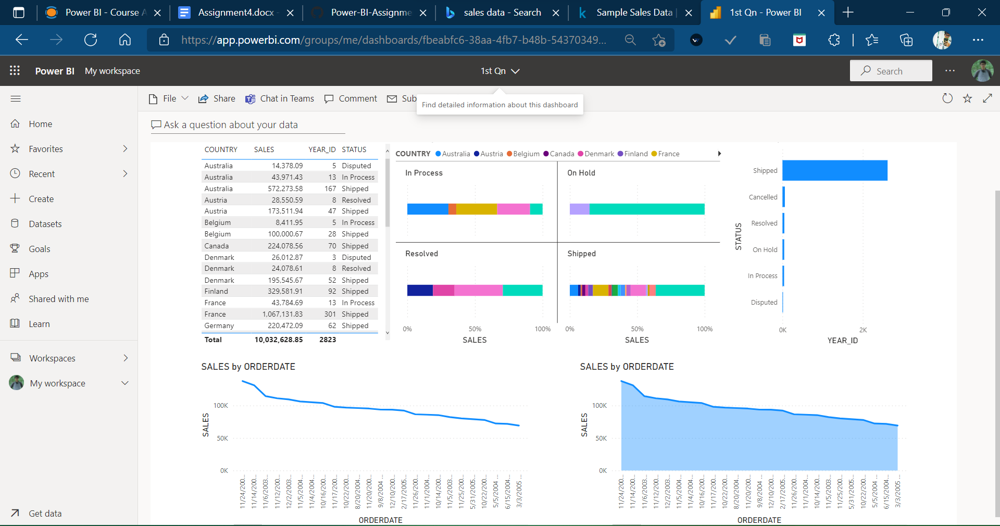 Power BI - Course A
Assignment4.docx -
Power-BI-Assignme
sales data - Search
Sample Sales Data |
1st Qn - Power BI
https://app.powerbi.com/groups/me/dashboards/fbeabfc6-38aa-4fb7-b48b-54370349...
Power BI My workspace
1st Qn
Search
File Share Chat in Teams Comment Sub
Find detailed information about this dashboard
Home
Favorites
Recent
Create
Datasets
Goals
Apps
Shared with me
Learn
Workspaces
My workspace
Get data
Ask a question about your data
COUNTRY SALES YEAR_ID STATUS
Australia 14,378.09 5 Disputed
Australia 43,971.43 13 In Process
Australia 572,273.58 167 Shipped
Austria 28,550.59 8 Resolved
Austria 173,511.94 47 Shipped
Belgium 8,411.95 5 In Process
Belgium 100,000.67 28 Shipped
Canada 224,078.56 70 Shipped
Denmark 26,012.87 3 Disputed
Denmark 24,078.61 8 Resolved
Denmark 195,545.67 52 Shipped
Finland 329,581.91 92 Shipped
France 43,784.69 13 In Process
France 1,067,131.83 301 Shipped
Germany 220,472.09 62 Shipped
Total 10,032,628.85 2823
COUNTRY Australia Austria Belgium Canada Denmark Finland France
In Process
On Hold
Resolved
Shipped
0% 50% 100%
0% 50% 100%
SALES
SALES
STATUS
Shipped
Cancelled
Resolved
On Hold
In Process
Disputed
0K 2K
YEAR_ID
SALES by ORDERDATE
SALES
100K
50K
0K
11/24/200...
11/14/200...
11/6/2003...
11/12/200...
12/2/2003...
11/5/2004...
11/4/2004...
10/16/200...
11/17/200...
10/22/200...
8/20/2004...
11/20/200...
9/8/2004 ...
12/10/200...
2/17/2005...
11/26/200...
11/1/2004...
10/14/200...
11/5/2003...
11/25/200...
5/31/2005...
10/22/200...
5/5/2004 ...
6/15/2004...
3/3/2005 ...
ORDERDATE
SALES by ORDERDATE
SALES
100K
50K
0K
11/24/200...
11/14/200...
11/6/2003...
11/12/200...
12/2/2003...
11/5/2004...
11/4/2004...
10/16/200...
11/17/200...
10/22/200...
8/20/2004...
11/20/200...
9/8/2004 ...
12/10/200...
2/17/2005...
11/26/200...
11/1/2004...
10/14/200...
11/5/2003...
11/25/200...
5/31/2005...
10/22/200...
5/5/2004 ...
6/15/2004...
3/3/2005 ...
ORDERDATE